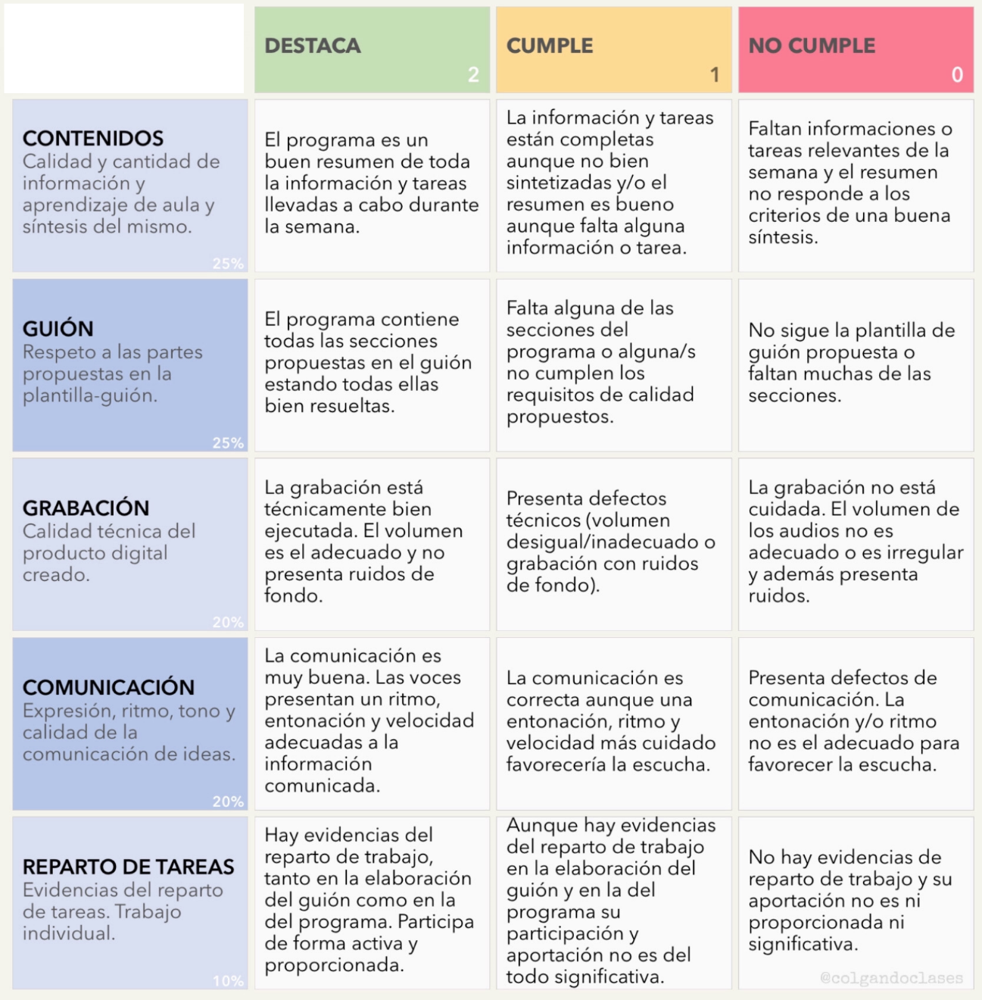 DESTACA
2
CUMPLE
1
NO CUMPLE
0
CONTENIDOS
Calidad y cantidad de
información y
aprendizaje de aula y
síntesis del mismo.
25%
El programa es un
buen resumen de toda
la información y tareas
llevadas a cabo durante
la semana.
La información y tareas
están completas
aunque no bien
sintetizadas y/o el
resumen es bueno
aunque falta alguna
información o tarea.
Faltan informaciones o
tareas relevantes de la
semana y el resumen
no responde a los
criterios de una buena
síntesis.
GUIÓN
Respeto a las partes
propuestas en la
plantilla-guión.
25%
El programa contiene
todas las secciones
propuestas en el guión
estando todas ellas
bien resueltas.
Falta alguna de las
secciones del
programa o alguna/s
no cumplen los
requisitos de calidad
propuestos.
No sigue la plantilla de
guión propuesta o
faltan muchas de las
secciones.
GRABACIÓN
Calidad técnica del
producto digital
creado.
20%
La grabación está
técnicamente bien
ejecutada. El volumen
es el adecuado y no
presenta ruidos de
fondo.
Presenta defectos
técnicos (volumen
desigual/inadecuado o
grabación con ruidos
de fondo).
La grabación no está
cuidada. El volumen de
los audios no es
adecuado o es irregular
y además presenta
ruidos.
COMUNICACIÓN
Expresión, ritmo, tono y
calidad de la
comunicación de ideas.
20%
La comunicación es
muy buena. Las voces
presentan un ritmo,
entonación y velocidad
adecuadas a la
información
comunicada.
La comunicación es
correcta aunque una
entonación, ritmo y
velocidad más cuidado
favorecería la escucha.
Presenta defectos de
comunicación. La
entonación y/o ritmo
no es el adecuado para
favorecer la escucha.
REPARTO DE TAREAS
Evidencias del reparto
de tareas. Trabajo
individual.
10%
Hay evidencias del
reparto de trabajo,
tanto en la elaboración
del guión como en la
del programa. Participa
de forma activa y
proporcionada.
Aunque hay evidencias
del reparto de trabajo
en la elaboración del
guión y en la del
programa su
participación y
aportación no es del
todo significativa.
No hay evidencias de
reparto de trabajo y su
aportación no es ni
proporcionada ni
significativa.
@colgandoclases